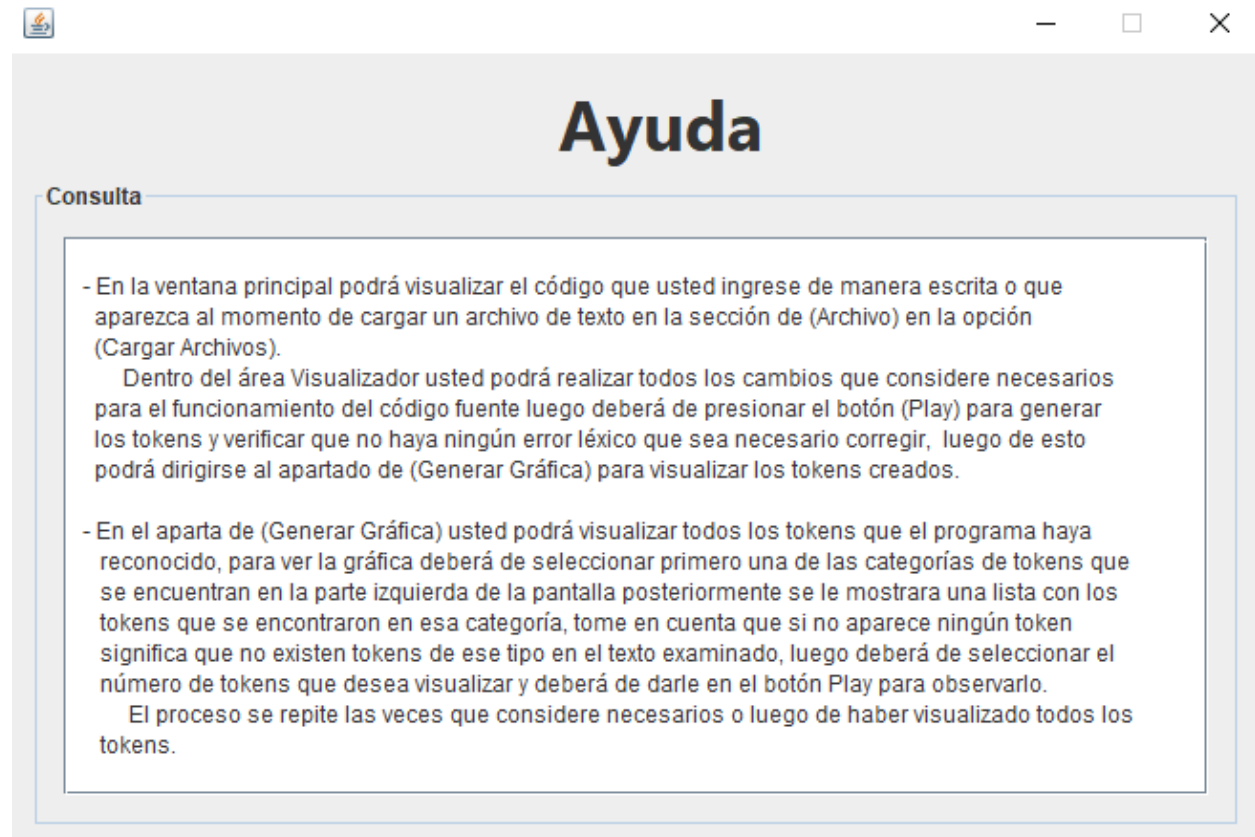 Ayuda
Consulta
- En la ventana principal podrá visualizar el código que usted ingrese de manera escrita o que
aparezca al momento de cargar un archivo de texto en la sección de (Archivo) en la opción
(Cargar Archivos).
Dentro del área Visualizador usted podrá realizar todos los cambios que considere necesarios
para el funcionamiento del código fuente luego deberá de presionar el botón (Play) para generar
los tokens y verificar que no haya ningún error léxico que sea necesario corregir,  luego de esto
podrá dirigirse al apartado de (Generar Gráfica) para visualizar los tokens creados.
- En el aparta de (Generar Gráfica) usted podrá visualizar todos los tokens que el programa haya
reconocido, para ver la gráfica deberá de seleccionar primero una de las categorías de tokens que
se encuentran en la parte izquierda de la pantalla posteriormente se le mostrara una lista con los
tokens que se encontraron en esa categoría, tome en cuenta que si no aparece ningún token
significa que no existen tokens de ese tipo en el texto examinado, luego deberá de seleccionar el
número de tokens que desea visualizar y deberá de darle en el botón Play para observarlo.
El proceso se repite las veces que considere necesarios o luego de haber visualizado todos los
tokens.